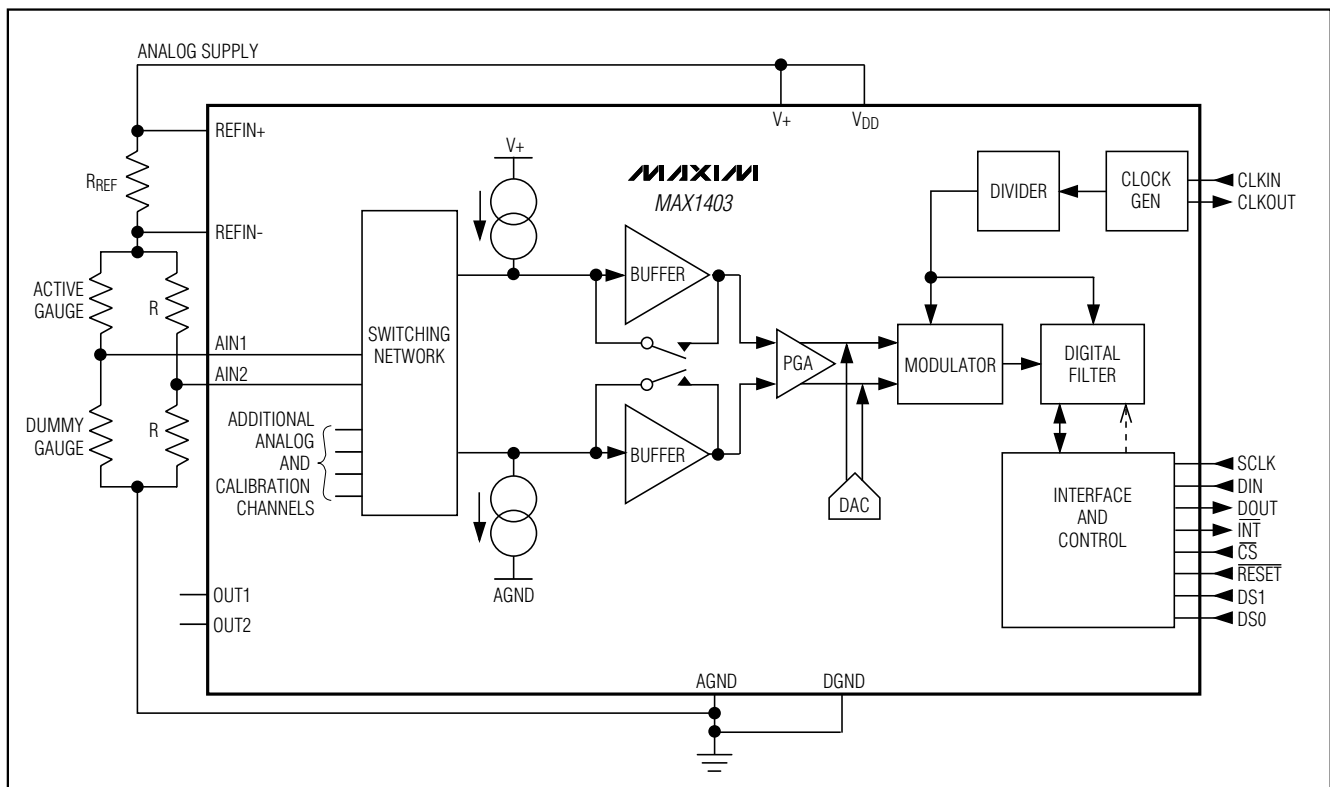 ANALOG SUPPLY
V+
VDD
REFIN+
RREF
REFIN-
ACTIVE
GAUGE
R
AIN1
AIN2
DUMMY
GAUGE
R
ADDITIONAL
ANALOG
AND
CALIBRATION
CHANNELS
OUT1
OUT2
SWITCHING
NETWORK
V+
AGND
MAXIM
MAX1403
BUFFER
BUFFER
PGA
DAC
MODULATOR
DIGITAL
FILTER
DIVIDER
CLOCK
GEN
CLKIN
CLKOUT
INTERFACE
AND
CONTROL
SCLK
DIN
DOUT
INT
CS
RESET
DS1
DS0
AGND
DGND